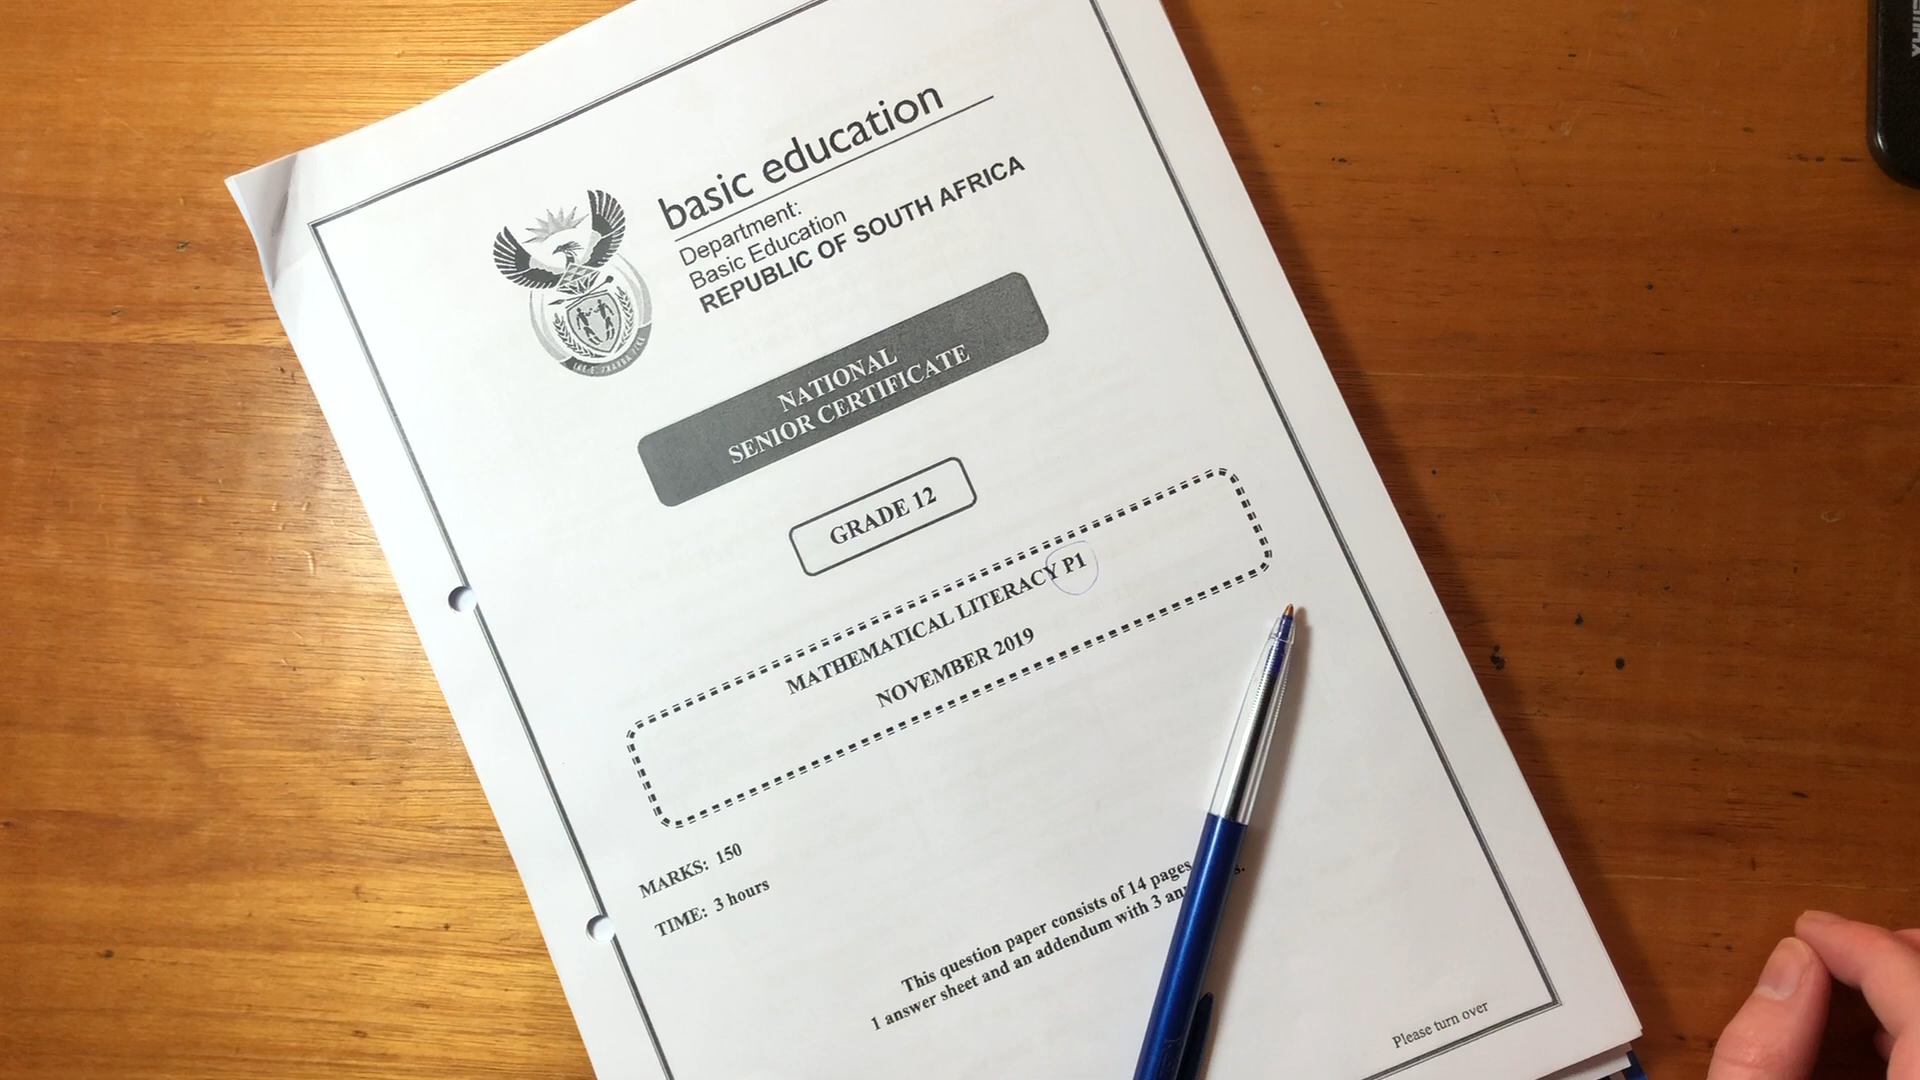 basic education
Department:
Basic Education
REPUBLIC OF SOUTH AFRICA
NATIONAL
SENIOR CERTIFICATE
GRADE 12
MATHEMATICAL LITERACY P1
NOVEMBER 2019
MARKS: 150
TIME: 3 hours
This question paper consists of 14 pages
1 answer sheet and an addendum with 3
Please turn over